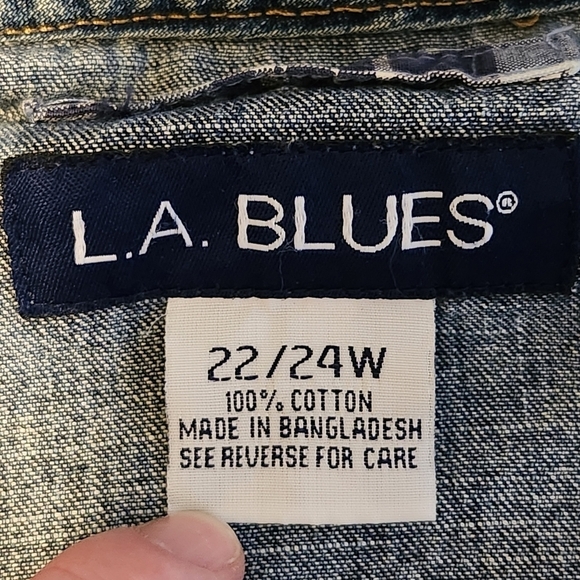 L.A. BLUES®
22/24W
100% COTTON
MADE IN BANGLADESH
SEE REVERSE FOR CARE